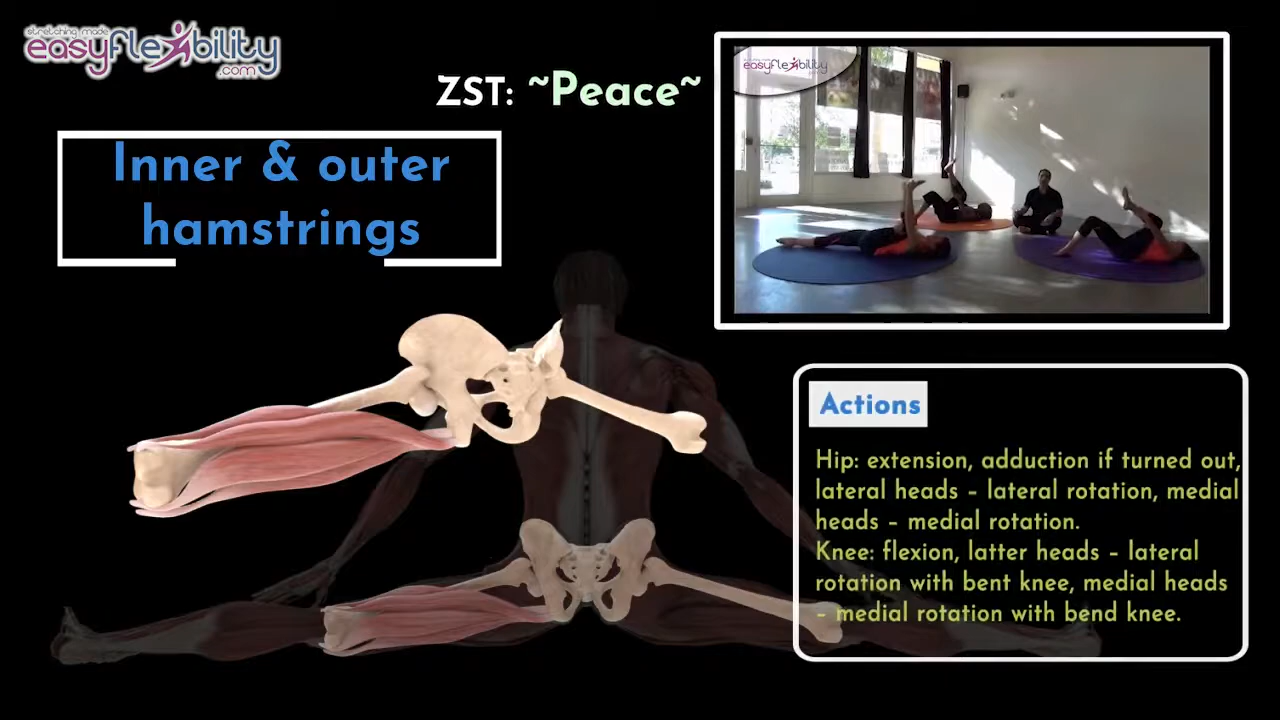 stretching made
easyflexibility
.com
ZST: ~Peace~
Inner & outer
hamstrings
easyflexibility
Actions
Hip: extension, adduction if turned out,
lateral heads – lateral rotation, medial
heads – medial rotation.
Knee: flexion, latter heads – lateral
rotation with bent knee, medial heads
– medial rotation with bend knee.